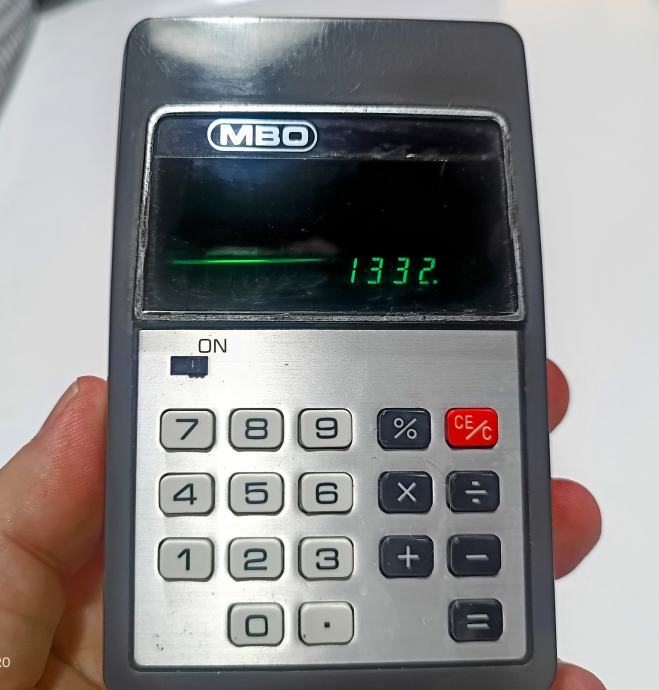 MBO
1332.
ON
7 8 9 % CE/C
4 5 6 × ÷
1 2 3 + −
0 . =